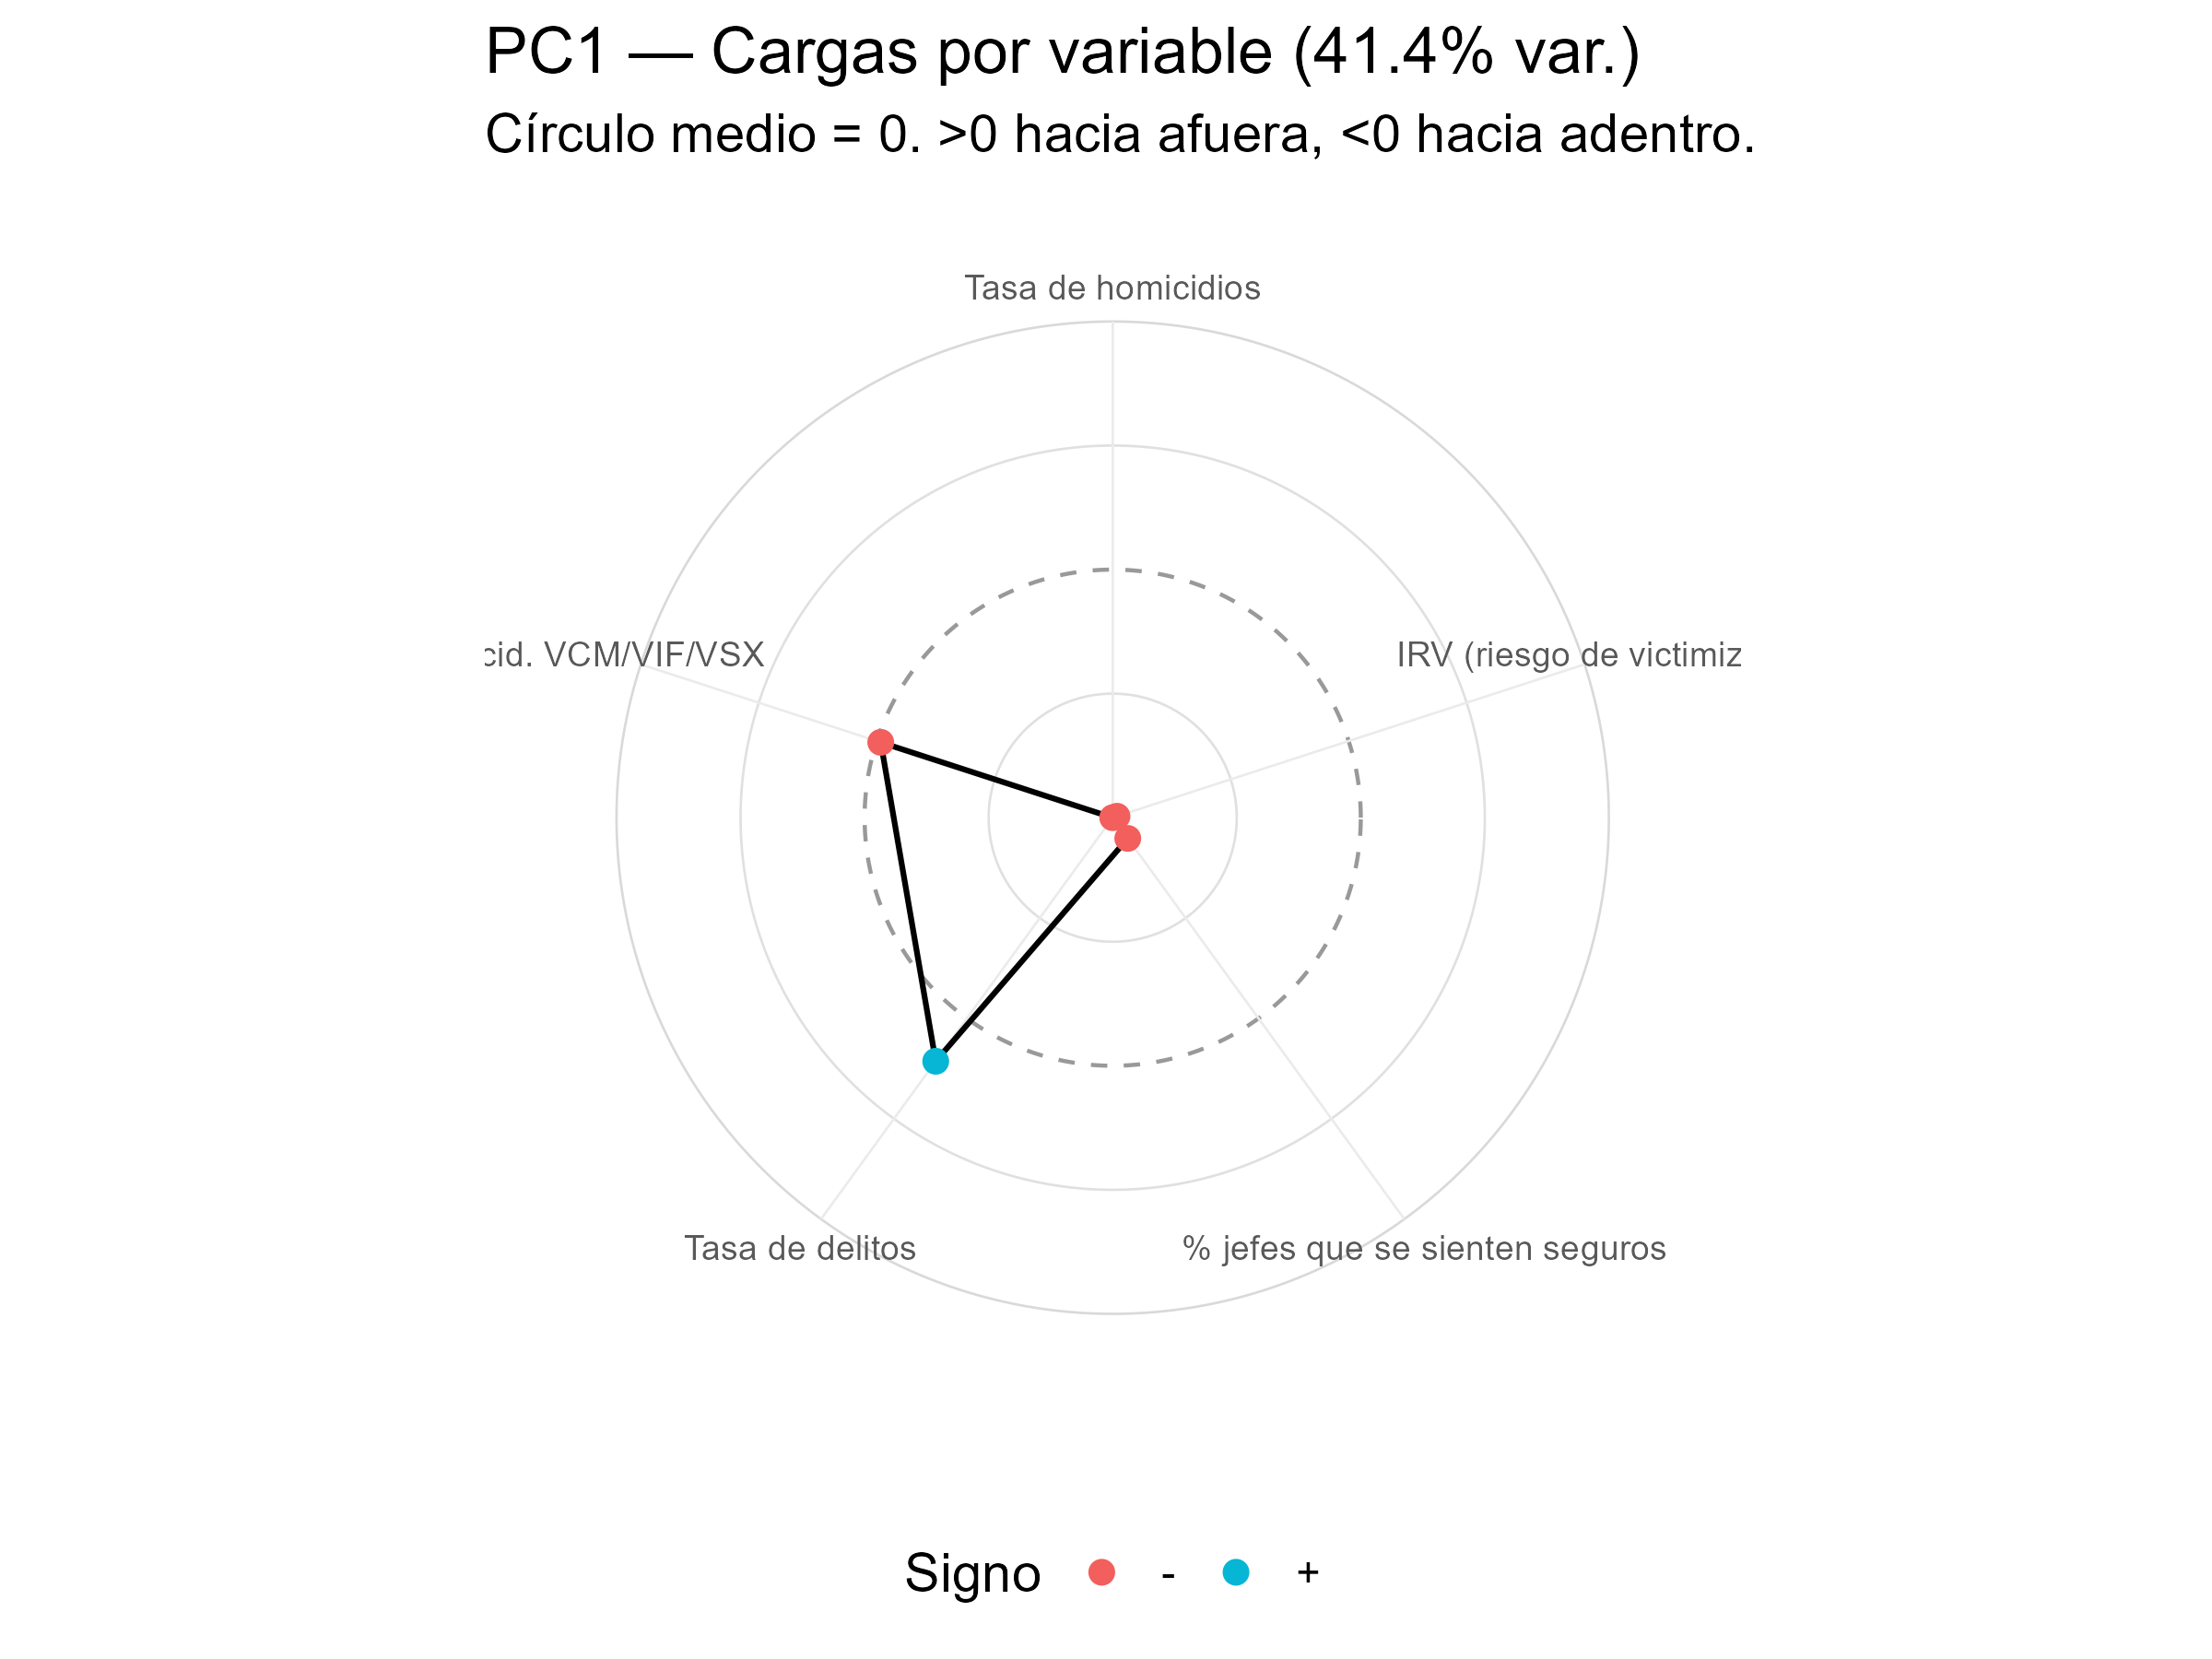 PC1 — Cargas por variable (41.4% var.)
Círculo medio = 0. >0 hacia afuera, <0 hacia adentro.
Tasa de homicidios
cid. VCM/VIF/VSX
IRV (riesgo de victimiz
Tasa de delitos
% jefes que se sienten seguros
Signo - +